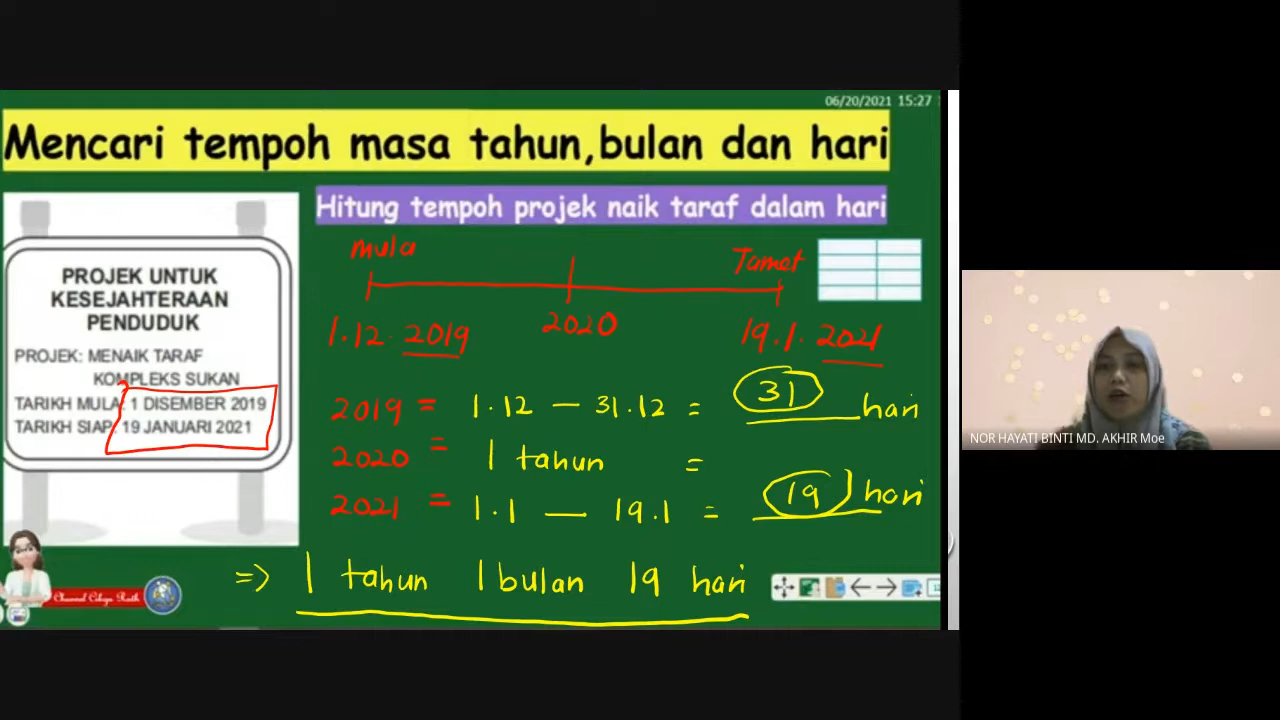 06/20/2021 15:27
Mencari tempoh masa tahun,bulan dan hari
Hitung tempoh projek naik taraf dalam hari
PROJEK UNTUK
KESEJAHTERAAN
PENDUDUK
PROJEK: MENAIK TARAF
KOMPLEKS SUKAN
TARIKH MULA: 1 DISEMBER 2019
TARIKH SIAP: 19 JANUARI 2021
mula
Tamat
1.12.2019
2020
19.1.2021
2019 = 1.12 — 31.12 = 31 hari
2020 = 1 tahun =
2021 = 1.1 — 19.1 = 19 hari
=> 1 tahun 1 bulan 19 hari
NOR HAYATI BINTI MD. AKHIR Moe